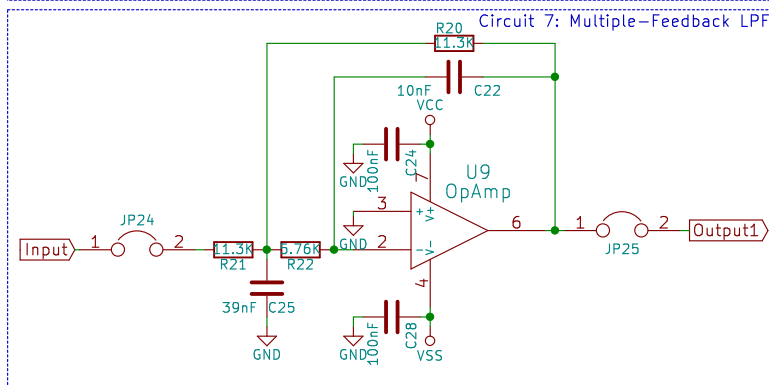 Circuit 7: Multiple-Feedback LPF
R20
11.3K
10nF
C22
VCC
C24
100nF
GND
7
U9
OpAmp
3
+
V+
GND
6
JP24
Input
1
2
11.3K
R21
5.76K
R22
2
-
V-
1
2
JP25
Output1
4
39nF
C25
GND
C28
100nF
GND
VSS